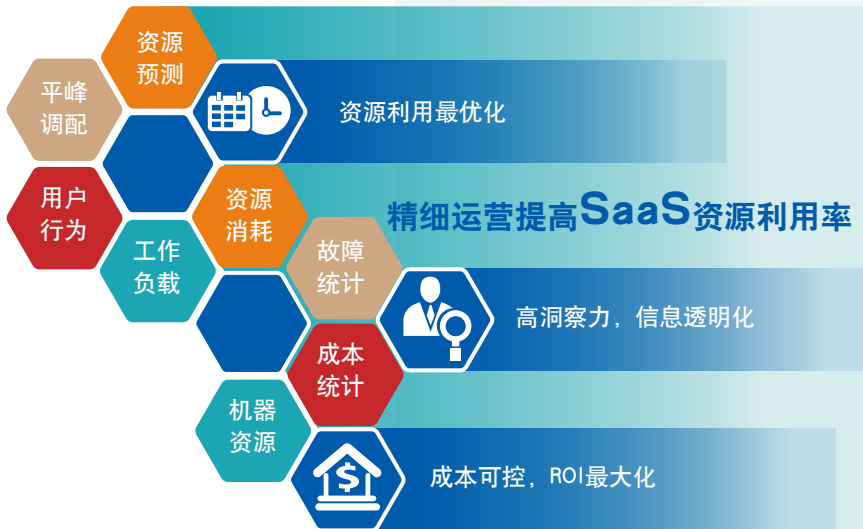 资源
预测
平峰
调配
资源利用最优化
用户
行为
资源
消耗
精细运营提高SaaS资源利用率
工作
负载
故障
统计
高洞察力，信息透明化
成本
统计
机器
资源
成本可控，ROI最大化